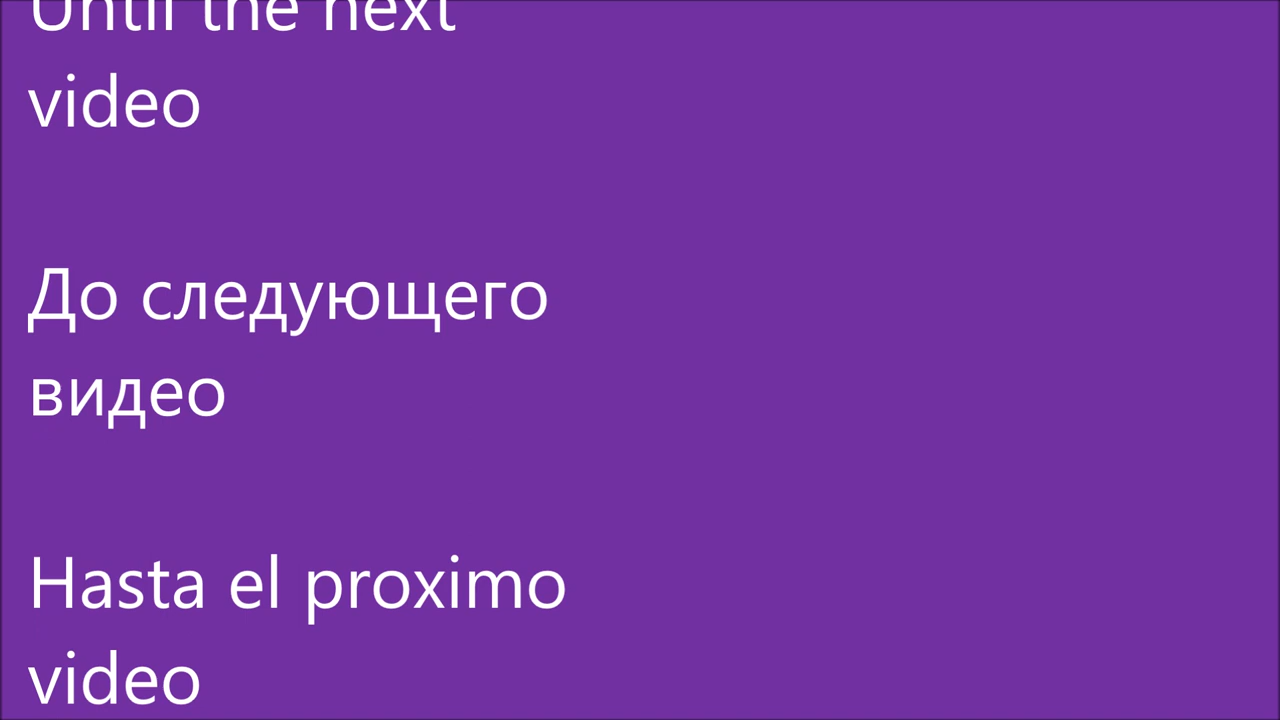 Until the next
video
До следующего
видео
Hasta el proximo
video